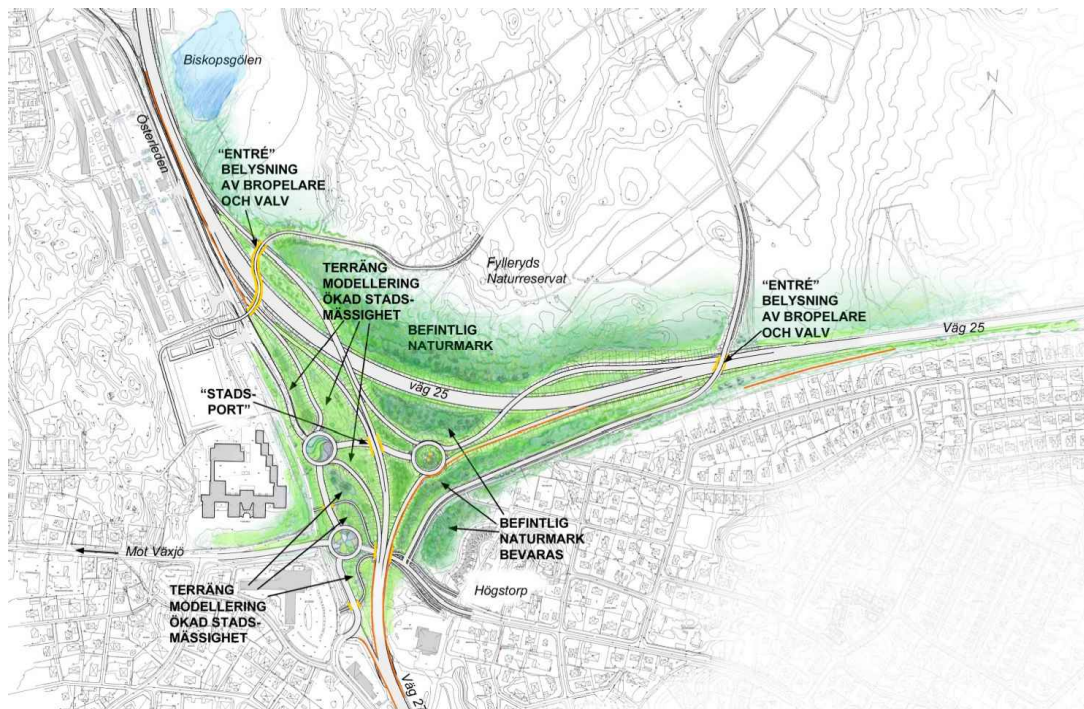 Biskopsgölen
N
Österleden
"ENTRÉ"
BELYSNING
AV BROPELARE
OCH VALV
TERRÄNG
MODELLERING
ÖKAD STADS-
MÄSSIGHET
Fylleryds
Naturreservat
BEFINTLIG
NATURMARK
"ENTRÉ"
BELYSNING
AV BROPELARE
OCH VALV
Väg 25
väg 25
"STADS-
PORT"
BEFINTLIG
NATURMARK
BEVARAS
Mot Växjö
Högstorp
TERRÄNG
MODELLERING
ÖKAD STADS-
MÄSSIGHET
Väg 27